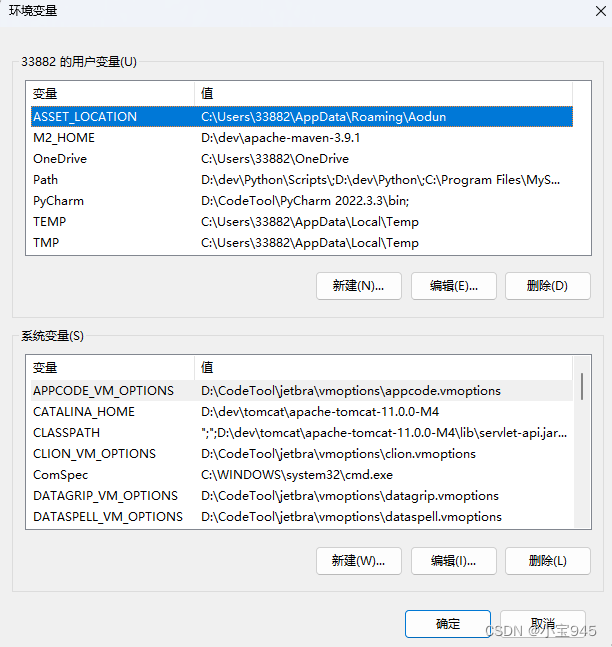 环境变量
33882 的用户变量(U)
变量 值
ASSET_LOCATION C:\Users\33882\AppData\Roaming\Aodun
M2_HOME D:\dev\apache-maven-3.9.1
OneDrive C:\Users\33882\OneDrive
Path D:\dev\Python\Scripts\;D:\dev\Python\;C:\Program Files\MyS...
PyCharm D:\CodeTool\PyCharm 2022.3.3\bin;
TEMP C:\Users\33882\AppData\Local\Temp
TMP C:\Users\33882\AppData\Local\Temp
新建(N)... 编辑(E)... 删除(D)
系统变量(S)
变量 值
APPCODE_VM_OPTIONS D:\CodeTool\jetbra\vmoptions\appcode.vmoptions
CATALINA_HOME D:\dev\tomcat\apache-tomcat-11.0.0-M4
CLASSPATH ";";D:\dev\tomcat\apache-tomcat-11.0.0-M4\lib\servlet-api.jar...
CLION_VM_OPTIONS D:\CodeTool\jetbra\vmoptions\clion.vmoptions
ComSpec C:\WINDOWS\system32\cmd.exe
DATAGRIP_VM_OPTIONS D:\CodeTool\jetbra\vmoptions\datagrip.vmoptions
DATASPELL_VM_OPTIONS D:\CodeTool\jetbra\vmoptions\dataspell.vmoptions
新建(W)... 编辑(I)... 删除(L)
确定 取消
CSDN @小宝945